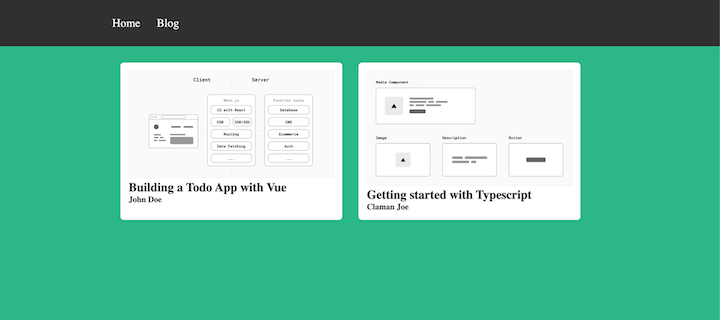 Home Blog
Client Server
Next.js
UI with React
CSR SSR/SSG
Routing
Data Fetching
...
Favorite tools
Database
CMS
Ecommerce
Auth
...
Building a Todo App with Vue
John Doe
Media Component
Image Description Button
Getting started with Typescript
Claman Joe